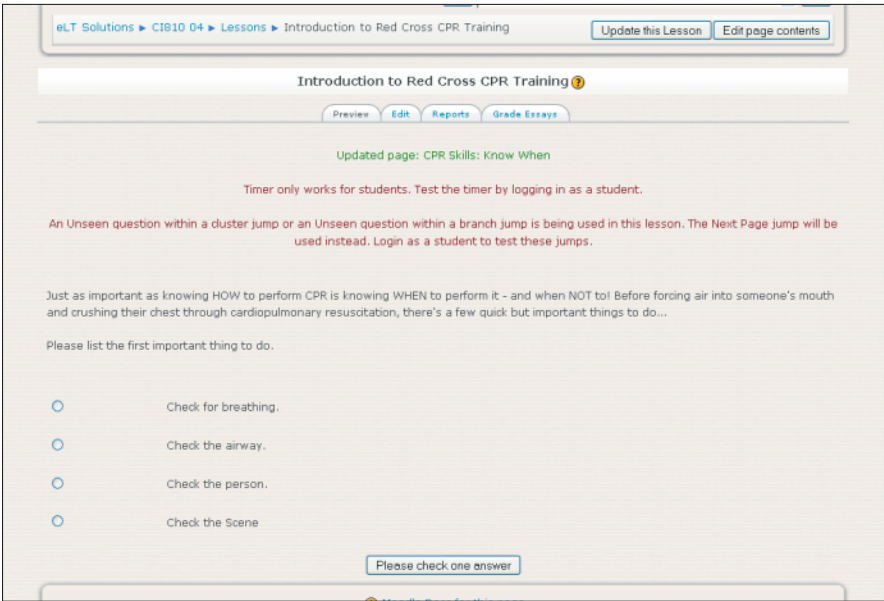 eLT Solutions ► CI810 04 ► Lessons ► Introduction to Red Cross CPR Training
Update this Lesson
Edit page contents
Introduction to Red Cross CPR Training
Preview
Edit
Reports
Grade Essays
Updated page: CPR Skills: Know When
Timer only works for students. Test the timer by logging in as a student.
An Unseen question within a cluster jump or an Unseen question within a branch jump is being used in this lesson. The Next Page jump will be
used instead. Login as a student to test these jumps.
Just as important as knowing HOW to perform CPR is knowing WHEN to perform it - and when NOT to! Before forcing air into someone's mouth
and crushing their chest through cardiopulmonary resuscitation, there's a few quick but important things to do...
Please list the first important thing to do.
Check for breathing.
Check the airway.
Check the person.
Check the Scene
Please check one answer